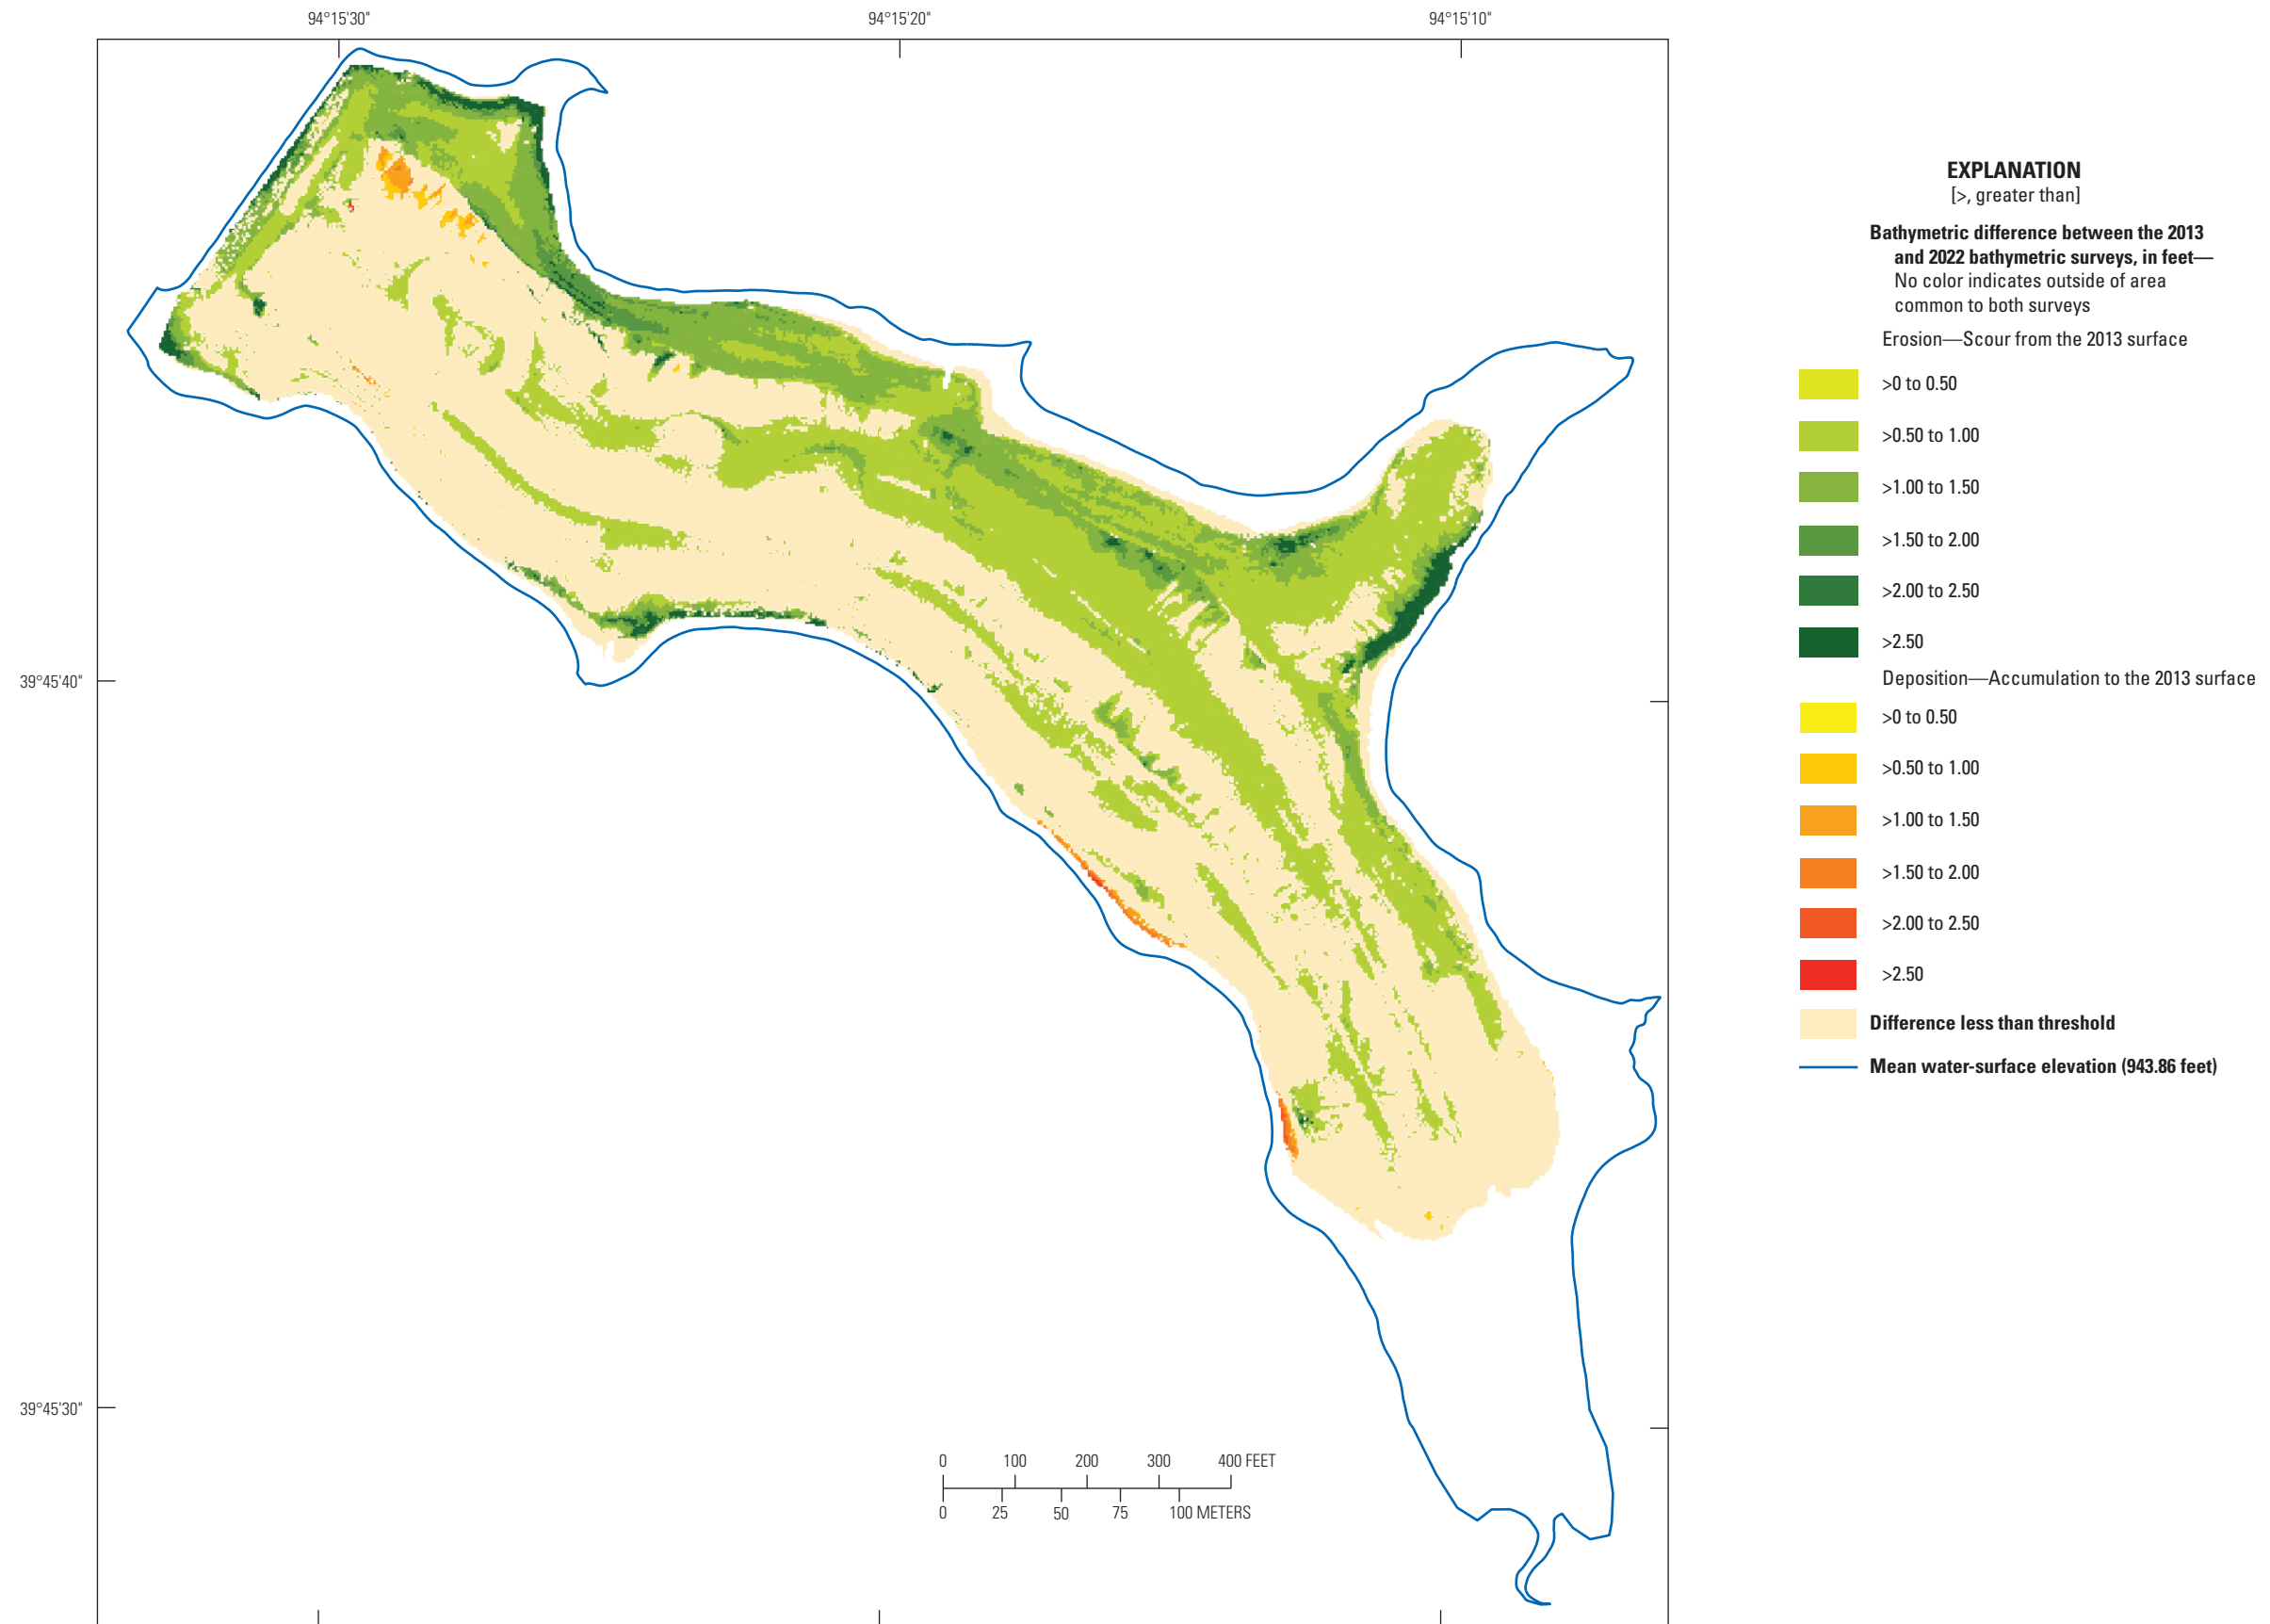 94°15'30"
94°15'20"
94°15'10"
39°45'40"
39°45'30"
0 100 200 300 400 FEET
0 25 50 75 100 METERS
EXPLANATION
[>, greater than]
Bathymetric difference between the 2013
and 2022 bathymetric surveys, in feet—
No color indicates outside of area
common to both surveys
Erosion—Scour from the 2013 surface
>0 to 0.50
>0.50 to 1.00
>1.00 to 1.50
>1.50 to 2.00
>2.00 to 2.50
>2.50
Deposition—Accumulation to the 2013 surface
>0 to 0.50
>0.50 to 1.00
>1.00 to 1.50
>1.50 to 2.00
>2.00 to 2.50
>2.50
Difference less than threshold
Mean water-surface elevation (943.86 feet)